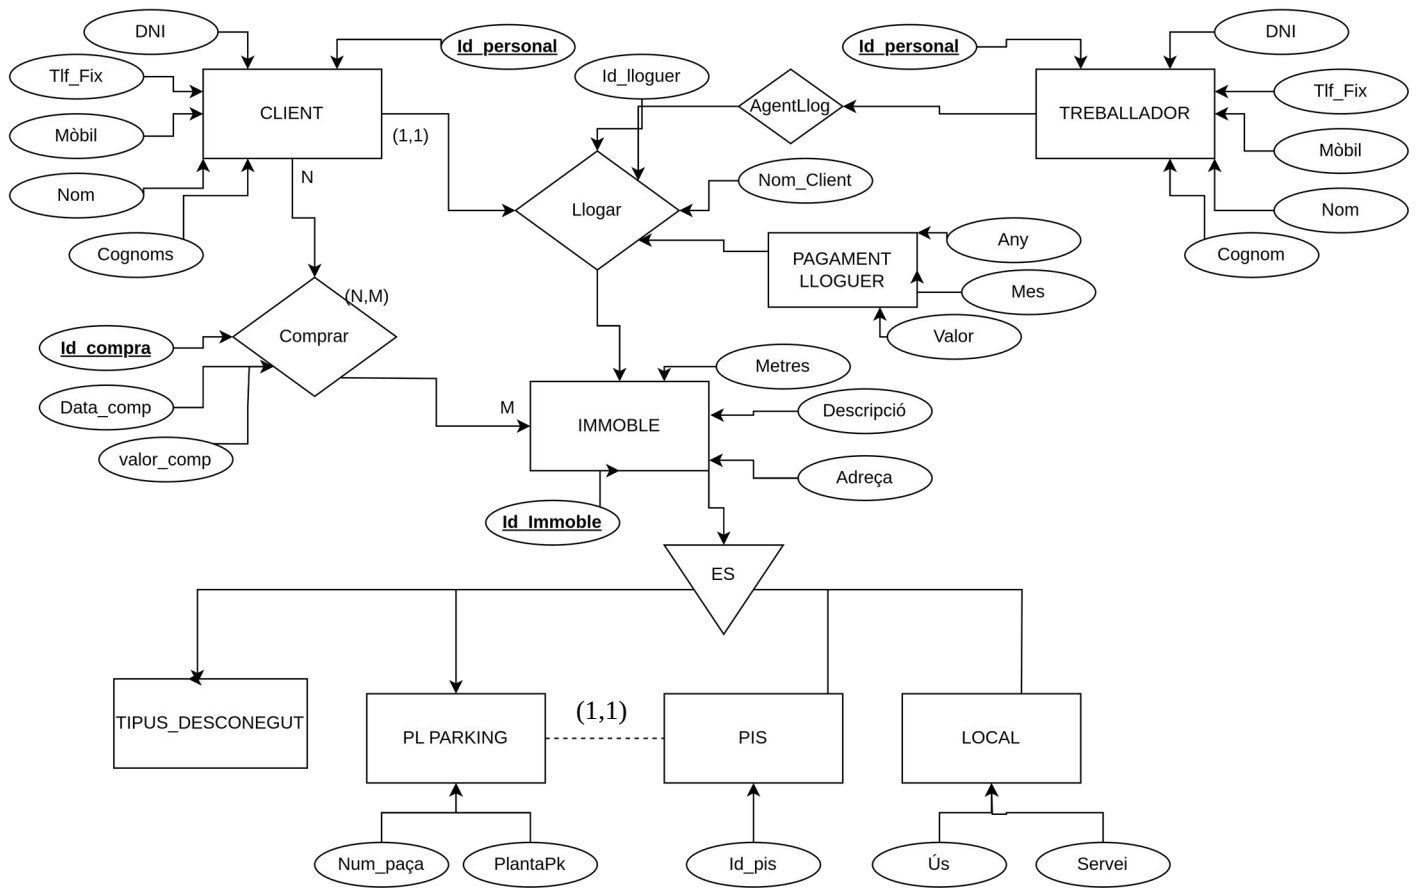 DNI
Id_personal
Id_personal
DNI
Tlf_Fix
Id_lloguer
Tlf_Fix
CLIENT
AgentLlog
TREBALLADOR
Mòbil
(1,1)
Mòbil
N
Nom_Client
Nom
Llogar
Nom
Any
Cognoms
Cognom
PAGAMENT
LLOGUER
Mes
(N,M)
Comprar
Valor
Id_compra
Metres
Data_comp
M
Descripció
IMMOBLE
valor_comp
Adreça
Id_Immoble
ES
(1,1)
TIPUS_DESCONEGUT
PL PARKING
PIS
LOCAL
Num_paça
PlantaPk
Id_pis
Ús
Servei